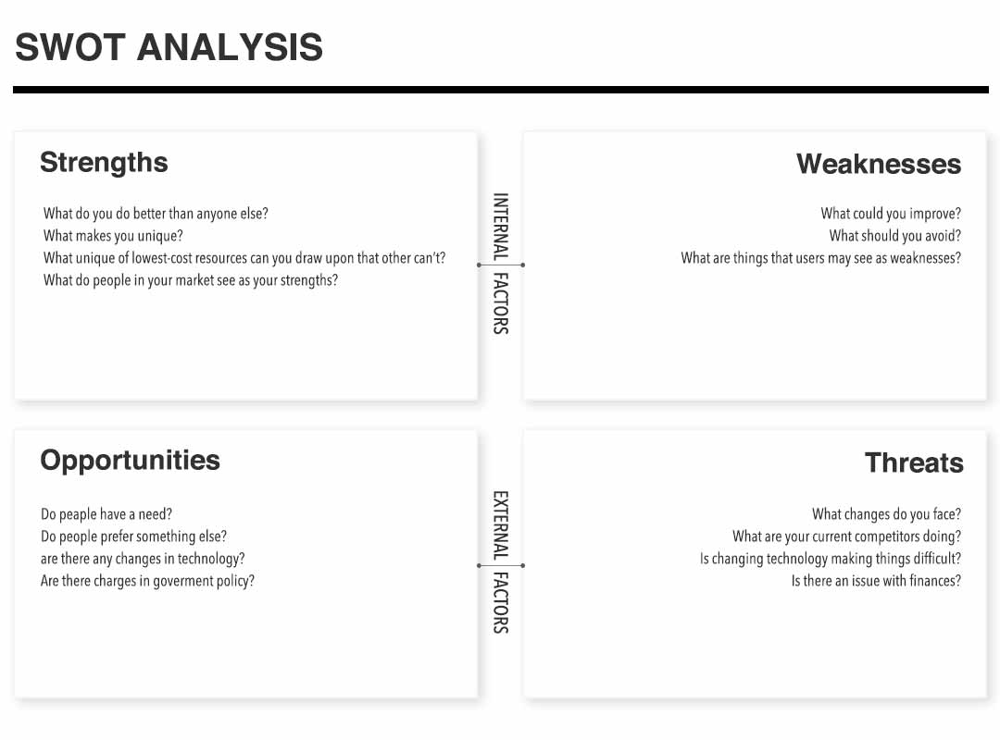 SWOT ANALYSIS
Strengths
What do you do better than anyone else?
What makes you unique?
What unique of lowest-cost resources can you draw upon that other can't?
What do people in your market see as your strengths?
INTERNAL FACTORS
Weaknesses
What could you improve?
What should you avoid?
What are things that users may see as weaknesses?
Opportunities
Do peaple have a need?
Do people prefer something else?
are there any changes in technology?
Are there charges in goverment policy?
EXTERNAL FACTORS
Threats
What changes do you face?
What are your current competitors doing?
Is changing technology making things difficult?
Is there an issue with finances?